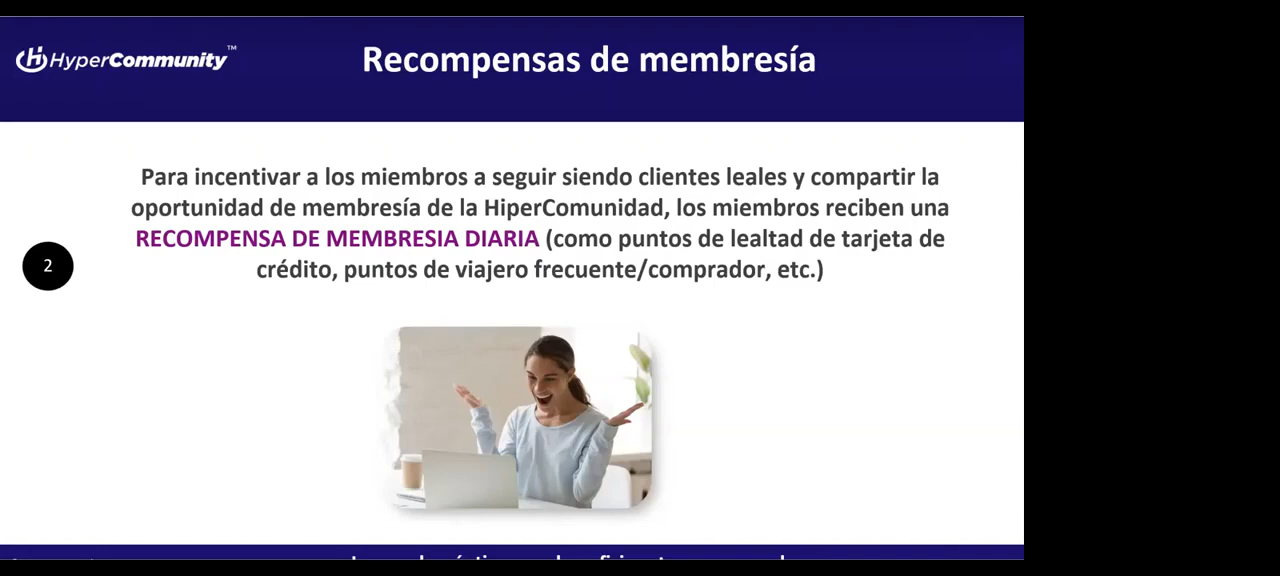 HyperCommunity™
Recompensas de membresía
Para incentivar a los miembros a seguir siendo clientes leales y compartir la
oportunidad de membresía de la HiperComunidad, los miembros reciben una
RECOMPENSA DE MEMBRESIA DIARIA (como puntos de lealtad de tarjeta de
crédito, puntos de viajero frecuente/comprador, etc.)
2